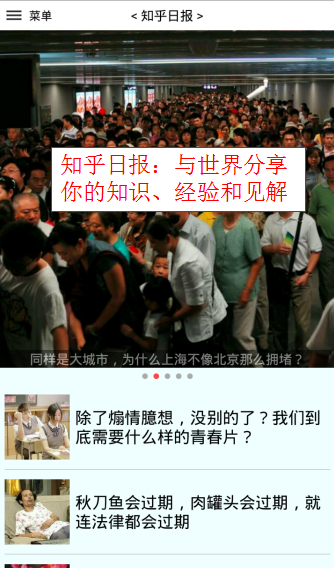 菜单
< 知乎日报 >
知乎日报：与世界分享
你的知识、经验和见解
同样是大城市，为什么上海不像北京那么拥堵？
除了煽情臆想，没别的了？我们到
底需要什么样的青春片？
秋刀鱼会过期，肉罐头会过期，就
连法律都会过期